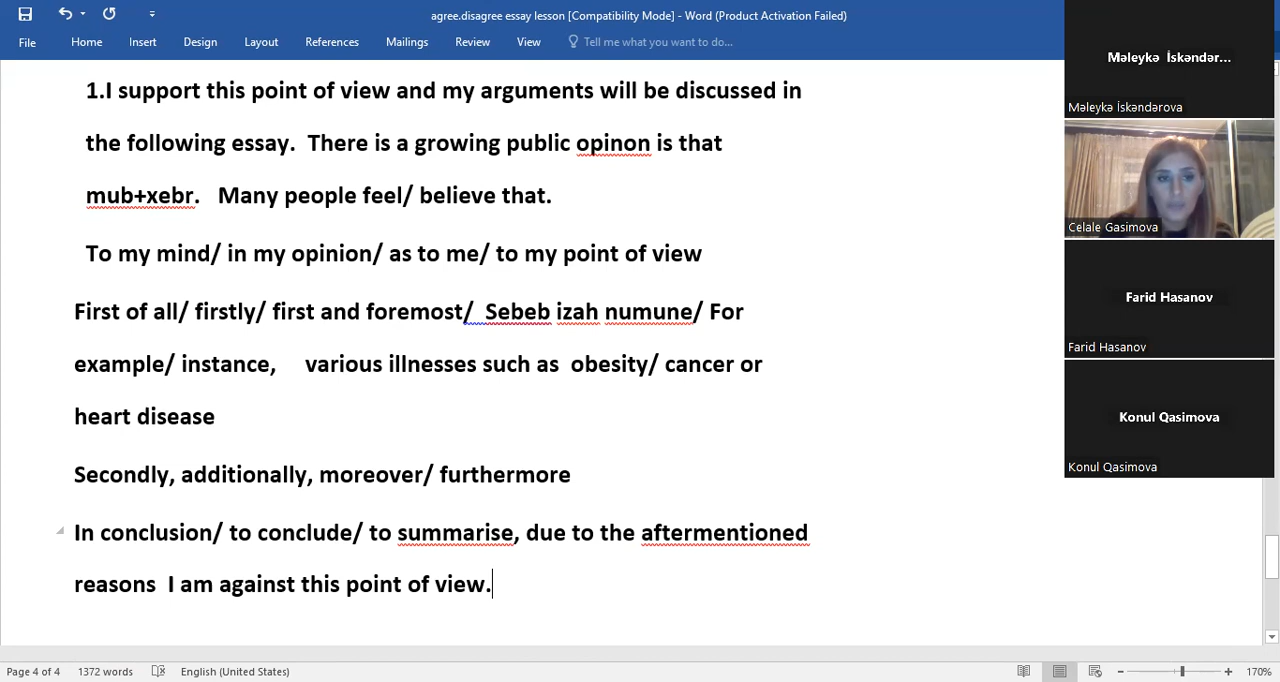 agree.disagree essay lesson [Compatibility Mode] - Word (Product Activation Failed)
File Home Insert Design Layout References Mailings Review View Tell me what you want to do...
1.I support this point of view and my arguments will be discussed in
the following essay. There is a growing public opinon is that
mub+xebr. Many people feel/ believe that.
To my mind/ in my opinion/ as to me/ to my point of view
First of all/ firstly/ first and foremost/ Sebeb izah numune/ For
example/ instance, various illnesses such as obesity/ cancer or
heart disease
Secondly, additionally, moreover/ furthermore
In conclusion/ to conclude/ to summarise, due to the aftermentioned
reasons I am against this point of view.
Page 4 of 4 1372 words English (United States) 170%
Məleykə İskəndər...
Məleykə İskəndərova
Celale Gasimova
Farid Hasanov
Farid Hasanov
Konul Qasimova
Konul Qasimova